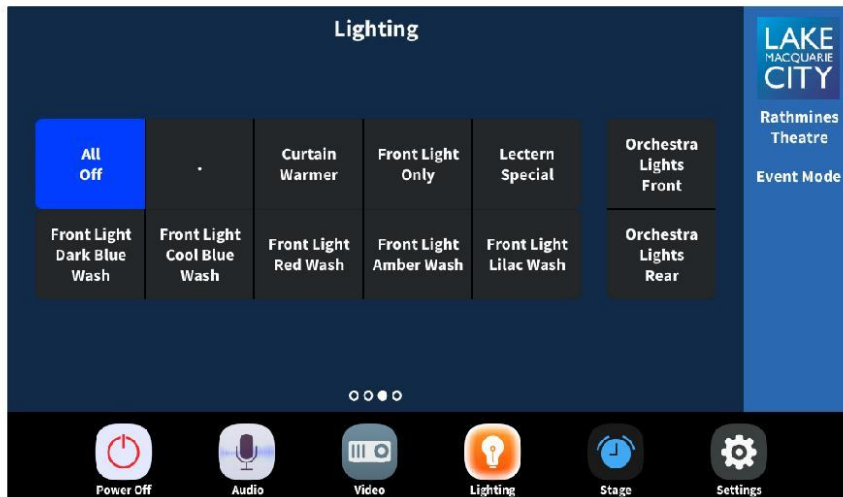 Lighting
LAKE
MACQUARIE
CITY
Rathmines
Theatre
Event Mode
All
Off
.
Curtain
Warmer
Front Light
Only
Lectern
Special
Orchestra
Lights
Front
Front Light
Dark Blue
Wash
Front Light
Cool Blue
Wash
Front Light
Red Wash
Front Light
Amber Wash
Front Light
Lilac Wash
Orchestra
Lights
Rear
Power Off
Audio
Video
Lighting
Stage
Settings